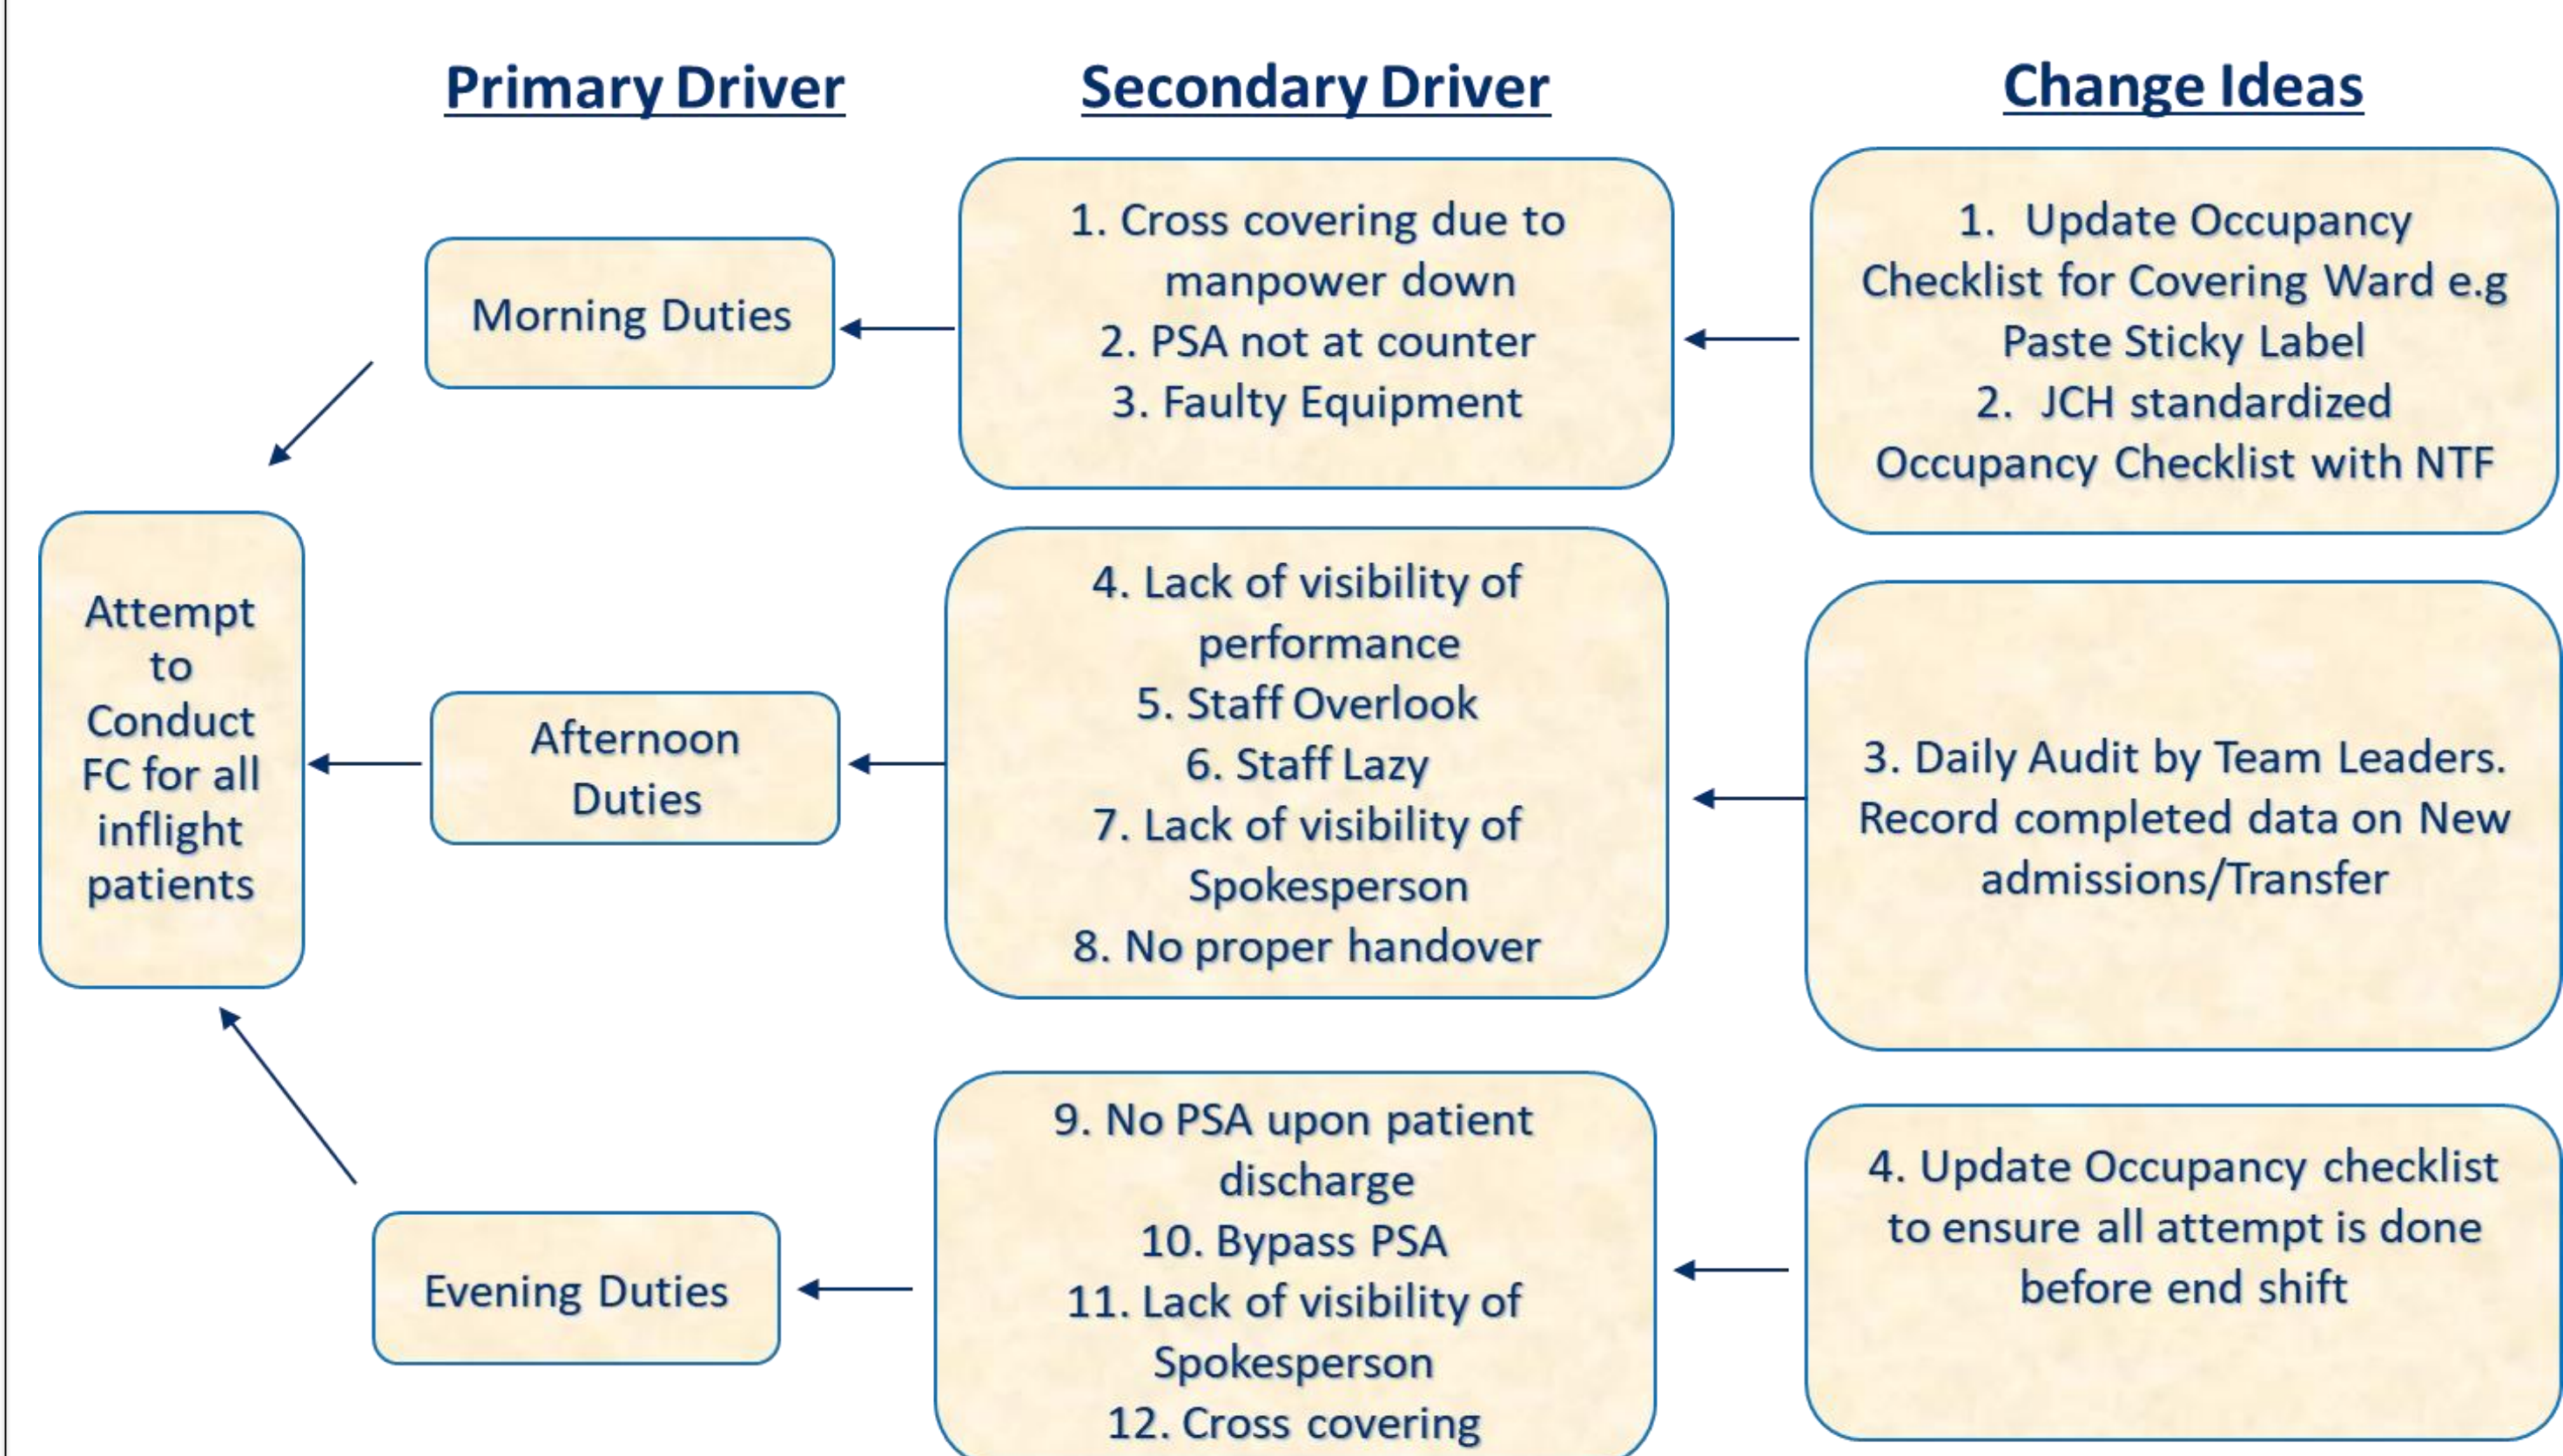 Primary Driver
Secondary Driver
Change Ideas
Morning Duties
1. Cross covering due to
manpower down
2. PSA not at counter
3. Faulty Equipment
1. Update Occupancy
Checklist for Covering Ward e.g
Paste Sticky Label
2. JCH standardized
Occupancy Checklist with NTF
Attempt
to
Conduct
FC for all
inflight
patients
Afternoon
Duties
4. Lack of visibility of
performance
5. Staff Overlook
6. Staff Lazy
7. Lack of visibility of
Spokesperson
8. No proper handover
3. Daily Audit by Team Leaders.
Record completed data on New
admissions/Transfer
Evening Duties
9. No PSA upon patient
discharge
10. Bypass PSA
11. Lack of visibility of
Spokesperson
12. Cross covering
4. Update Occupancy checklist
to ensure all attempt is done
before end shift